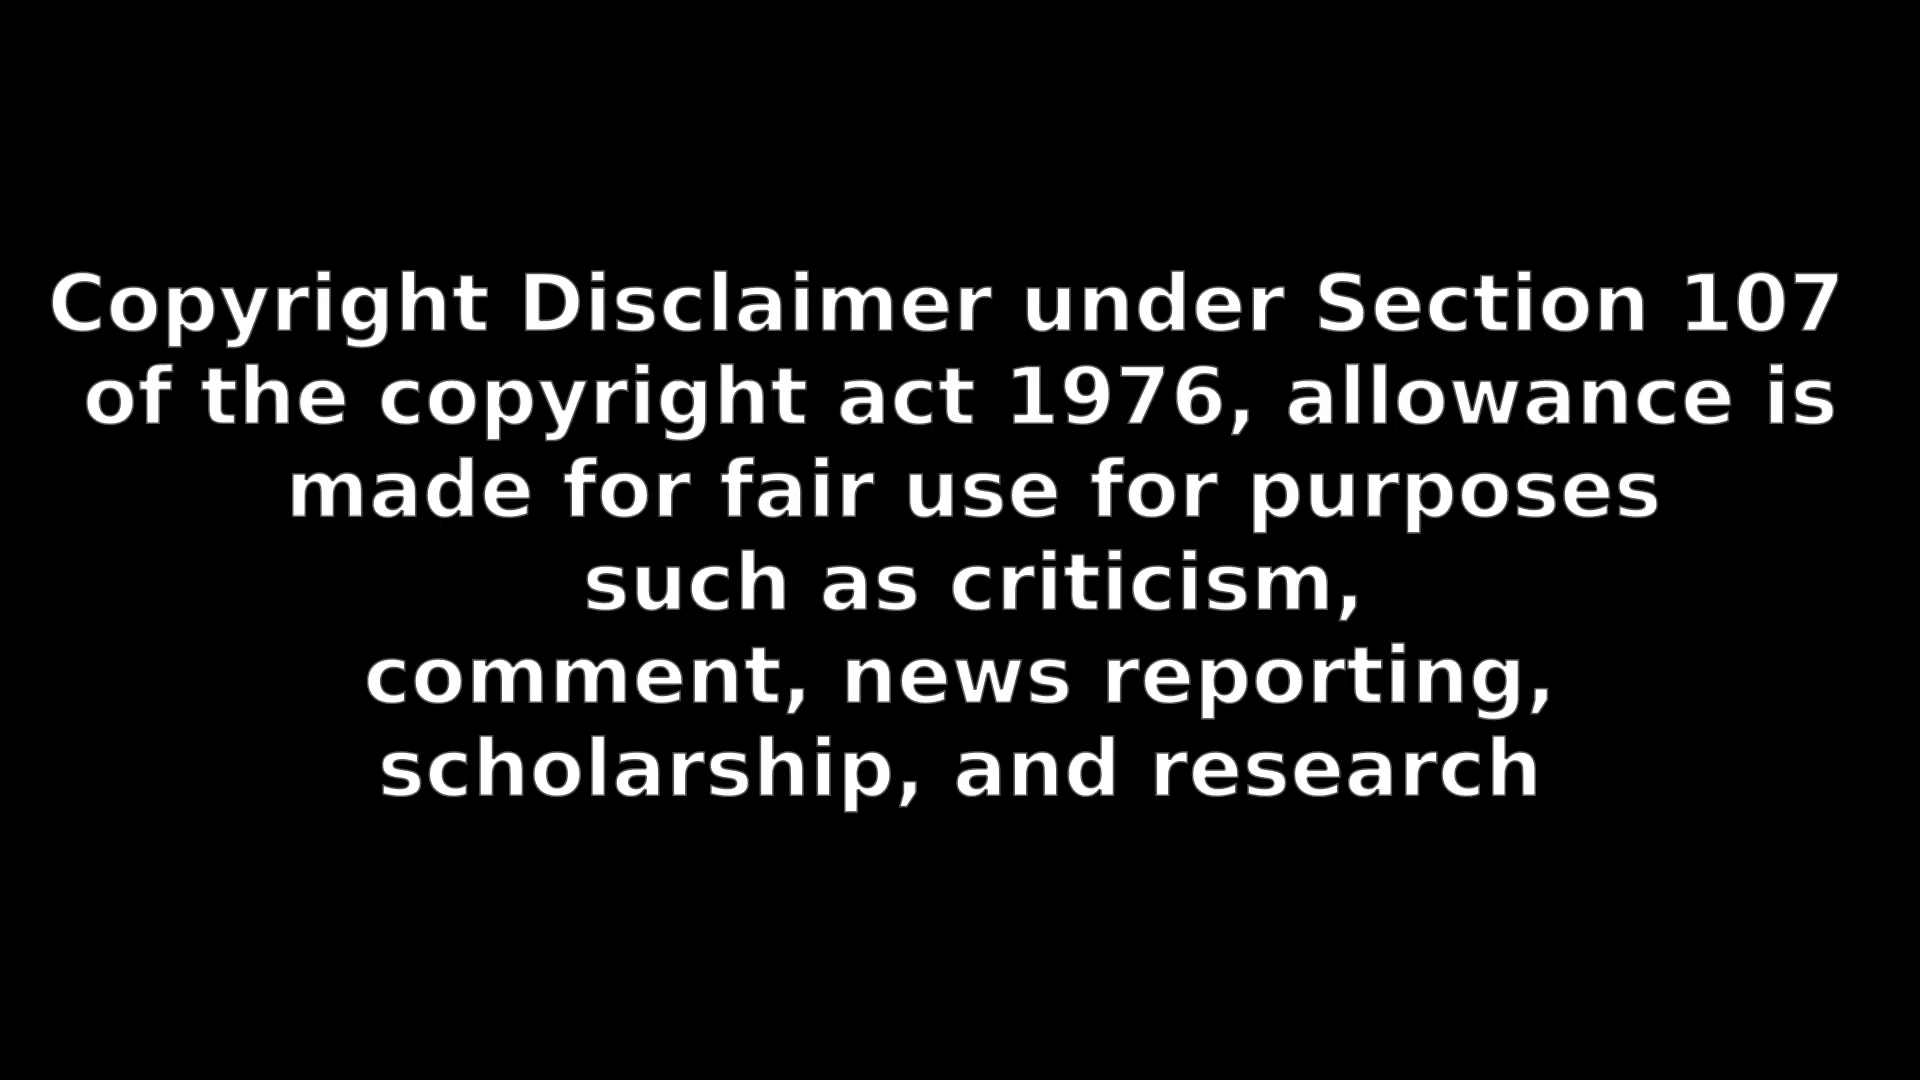 Copyright Disclaimer under Section 107
of the copyright act 1976, allowance is
made for fair use for purposes
such as criticism,
comment, news reporting,
scholarship, and research